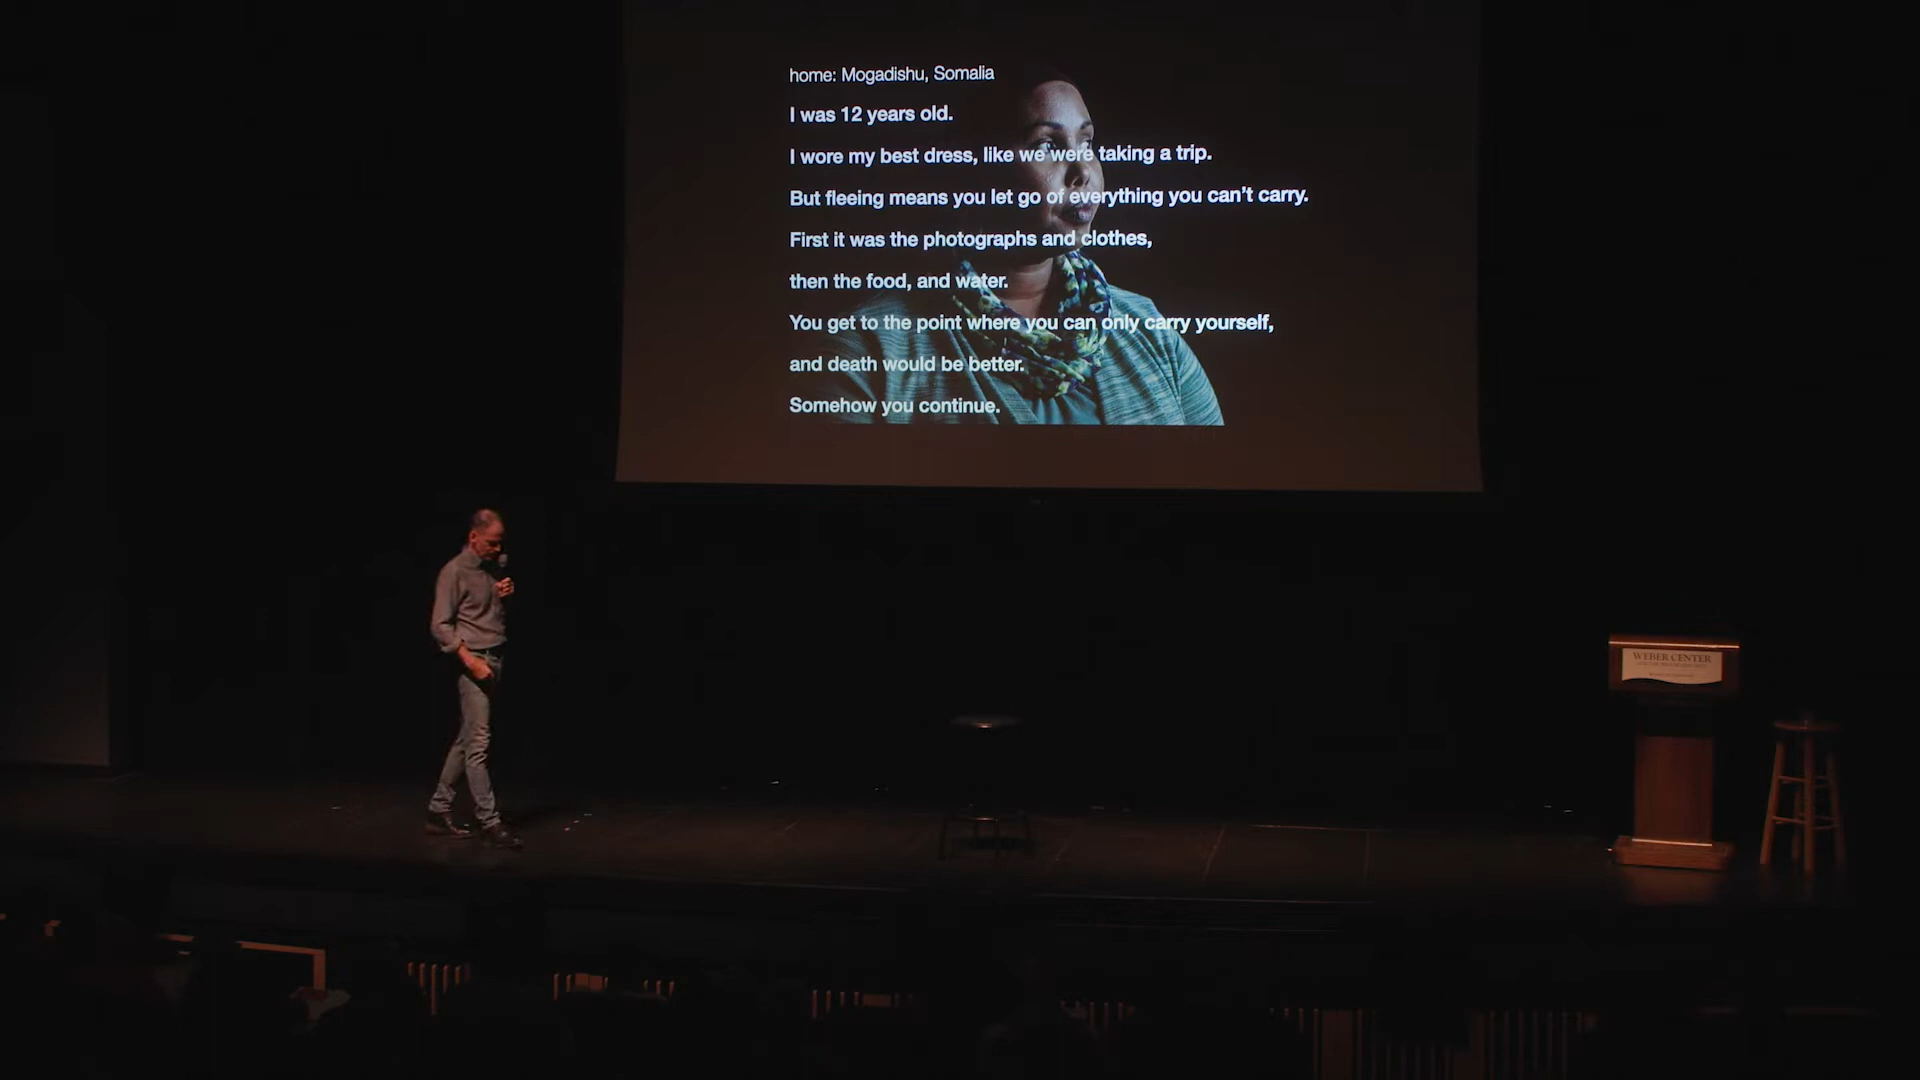 home: Mogadishu, Somalia
I was 12 years old.
I wore my best dress, like we were taking a trip.
But fleeing means you let go of everything you can’t carry.
First it was the photographs and clothes,
then the food, and water.
You get to the point where you can only carry yourself,
and death would be better.
Somehow you continue.
WEBER CENTER